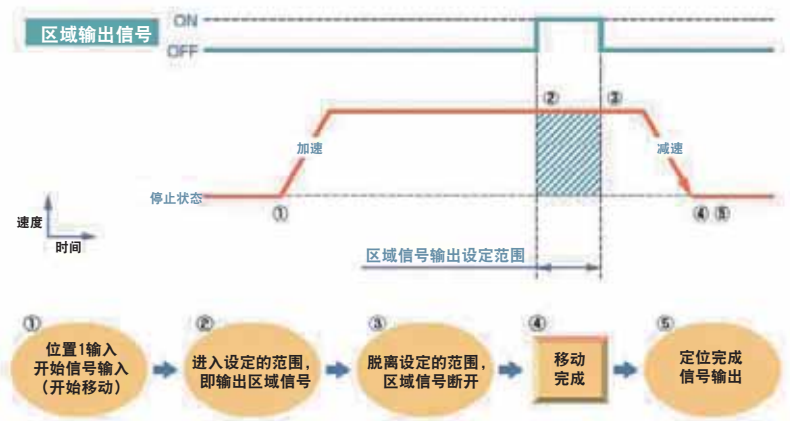 ON
区域输出信号
OFF
② ③
加速
减速
停止状态
① ④ ⑤
速度
时间
区域信号输出设定范围
①
位置1输入
开始信号输入
（开始移动）
②
进入设定的范围，
即输出区域信号
③
脱离设定的范围，
区域信号断开
④
移动
完成
⑤
定位完成
信号输出